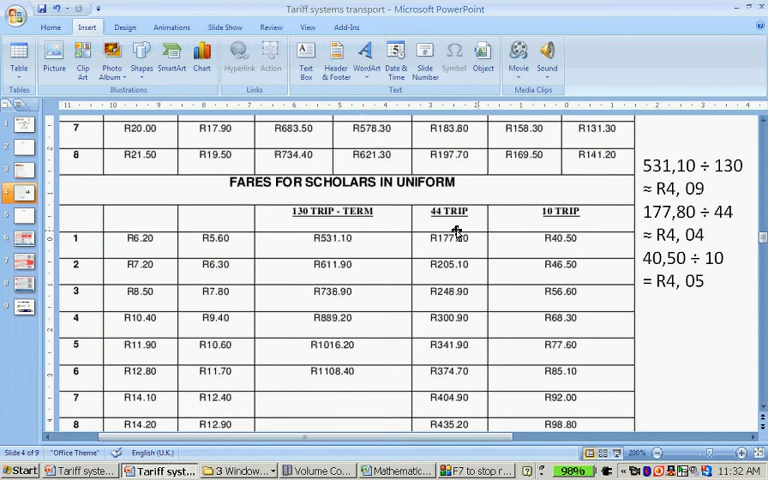 Tariff systems transport - Microsoft PowerPoint
Home Insert Design Animations Slide Show Review View Add-Ins
Table Picture Clip Art Photo Album Shapes SmartArt Chart Hyperlink Action Text Box Header & Footer WordArt Date & Time Slide Number Symbol Object Movie Sound
Tables Illustrations Links Text Media Clips
7 R20.00 R17.90 R683.50 R578.30 R183.80 R158.30 R131.30
8 R21.50 R19.50 R734.40 R621.30 R197.70 R169.50 R141.20
FARES FOR SCHOLARS IN UNIFORM
130 TRIP - TERM 44 TRIP 10 TRIP
1 R6.20 R5.60 R531.10 R177.80 R40.50
2 R7.20 R6.30 R611.90 R205.10 R46.50
3 R8.50 R7.80 R738.90 R248.90 R56.60
4 R10.40 R9.40 R889.20 R300.90 R68.30
5 R11.90 R10.60 R1016.20 R341.90 R77.60
6 R12.80 R11.70 R1108.40 R374.70 R85.10
7 R14.10 R12.40 R404.90 R92.00
8 R14.20 R12.90 R435.20 R98.80
531,10 ÷ 130
≈ R4, 09
177,80 ÷ 44
≈ R4, 04
40,50 ÷ 10
= R4, 05
Slide 4 of 9 "Office Theme" English (U.K.) 200%
Start Tariff syste... Tariff syst... 3 Window... Volume Co... Mathematic... F7 to stop r... 98% 11:32 AM